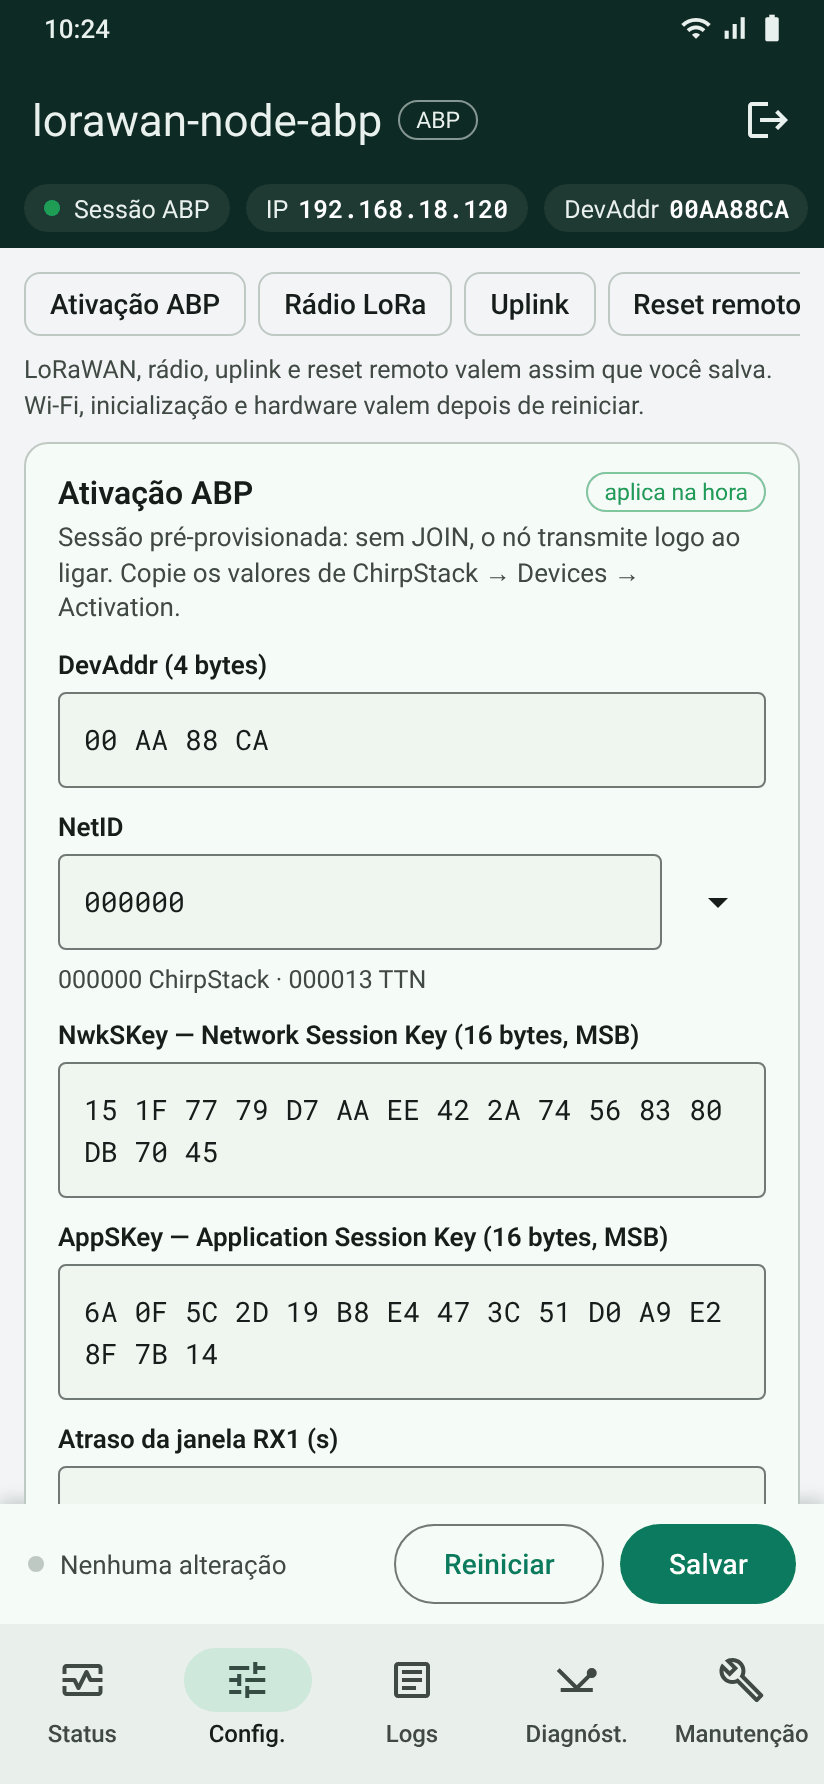 10:24
lorawan-node-abp ABP
Sessão ABP IP 192.168.18.120 DevAddr 00AA88CA
Ativação ABP Rádio LoRa Uplink Reset remoto
LoRaWAN, rádio, uplink e reset remoto valem assim que você salva.
Wi-Fi, inicialização e hardware valem depois de reiniciar.
Ativação ABP aplica na hora
Sessão pré-provisionada: sem JOIN, o nó transmite logo ao
ligar. Copie os valores de ChirpStack → Devices →
Activation.
DevAddr (4 bytes)
00 AA 88 CA
NetID
000000
000000 ChirpStack · 000013 TTN
NwkSKey — Network Session Key (16 bytes, MSB)
15 1F 77 79 D7 AA EE 42 2A 74 56 83 80
DB 70 45
AppSKey — Application Session Key (16 bytes, MSB)
6A 0F 5C 2D 19 B8 E4 47 3C 51 D0 A9 E2
8F 7B 14
Atraso da janela RX1 (s)
Nenhuma alteração Reiniciar Salvar
Status Config. Logs Diagnóst. Manutenção